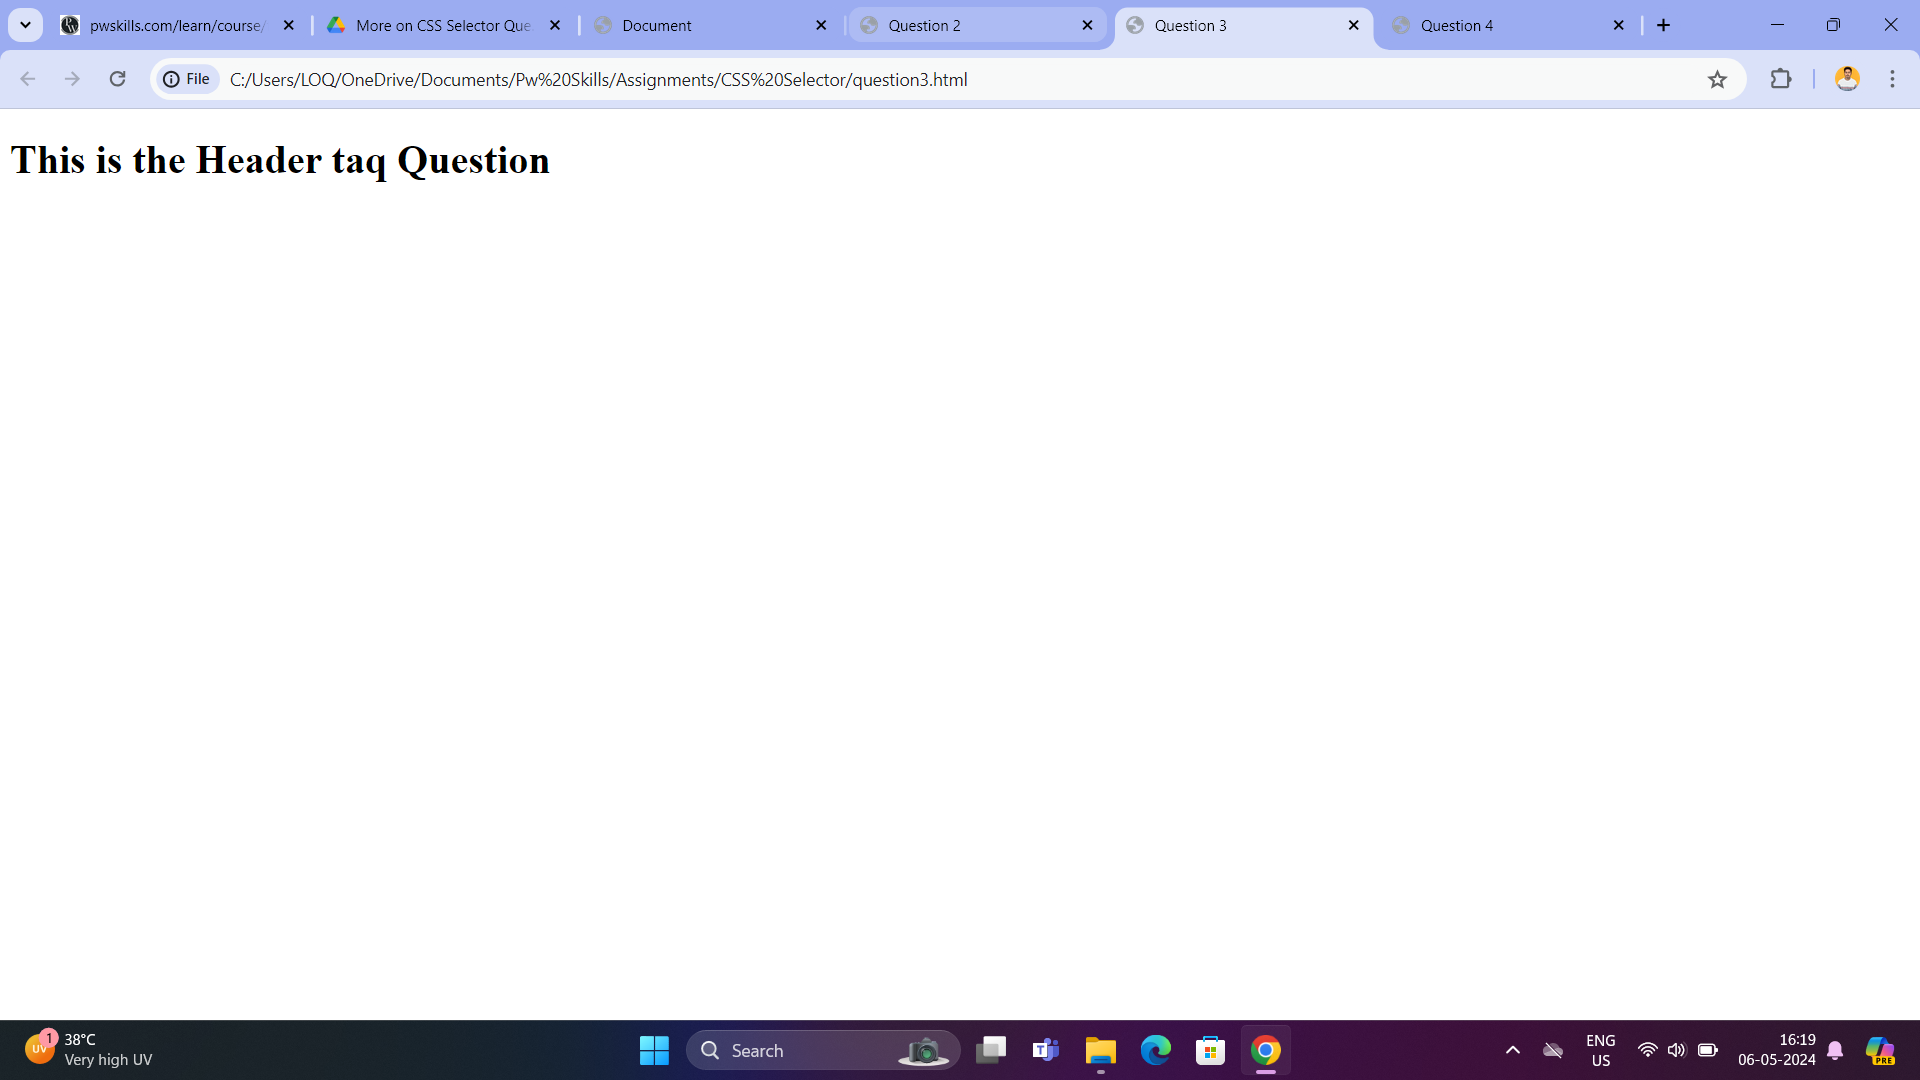 pwskills.com/learn/course/
More on CSS Selector Que
Document
Question 2
Question 3
Question 4
File
C:/Users/LOQ/OneDrive/Documents/Pw%20Skills/Assignments/CSS%20Selector/question3.html
This is the Header taq Question
UV
1
38°C
Very high UV
Search
ENG
US
16:19
06-05-2024
PRE